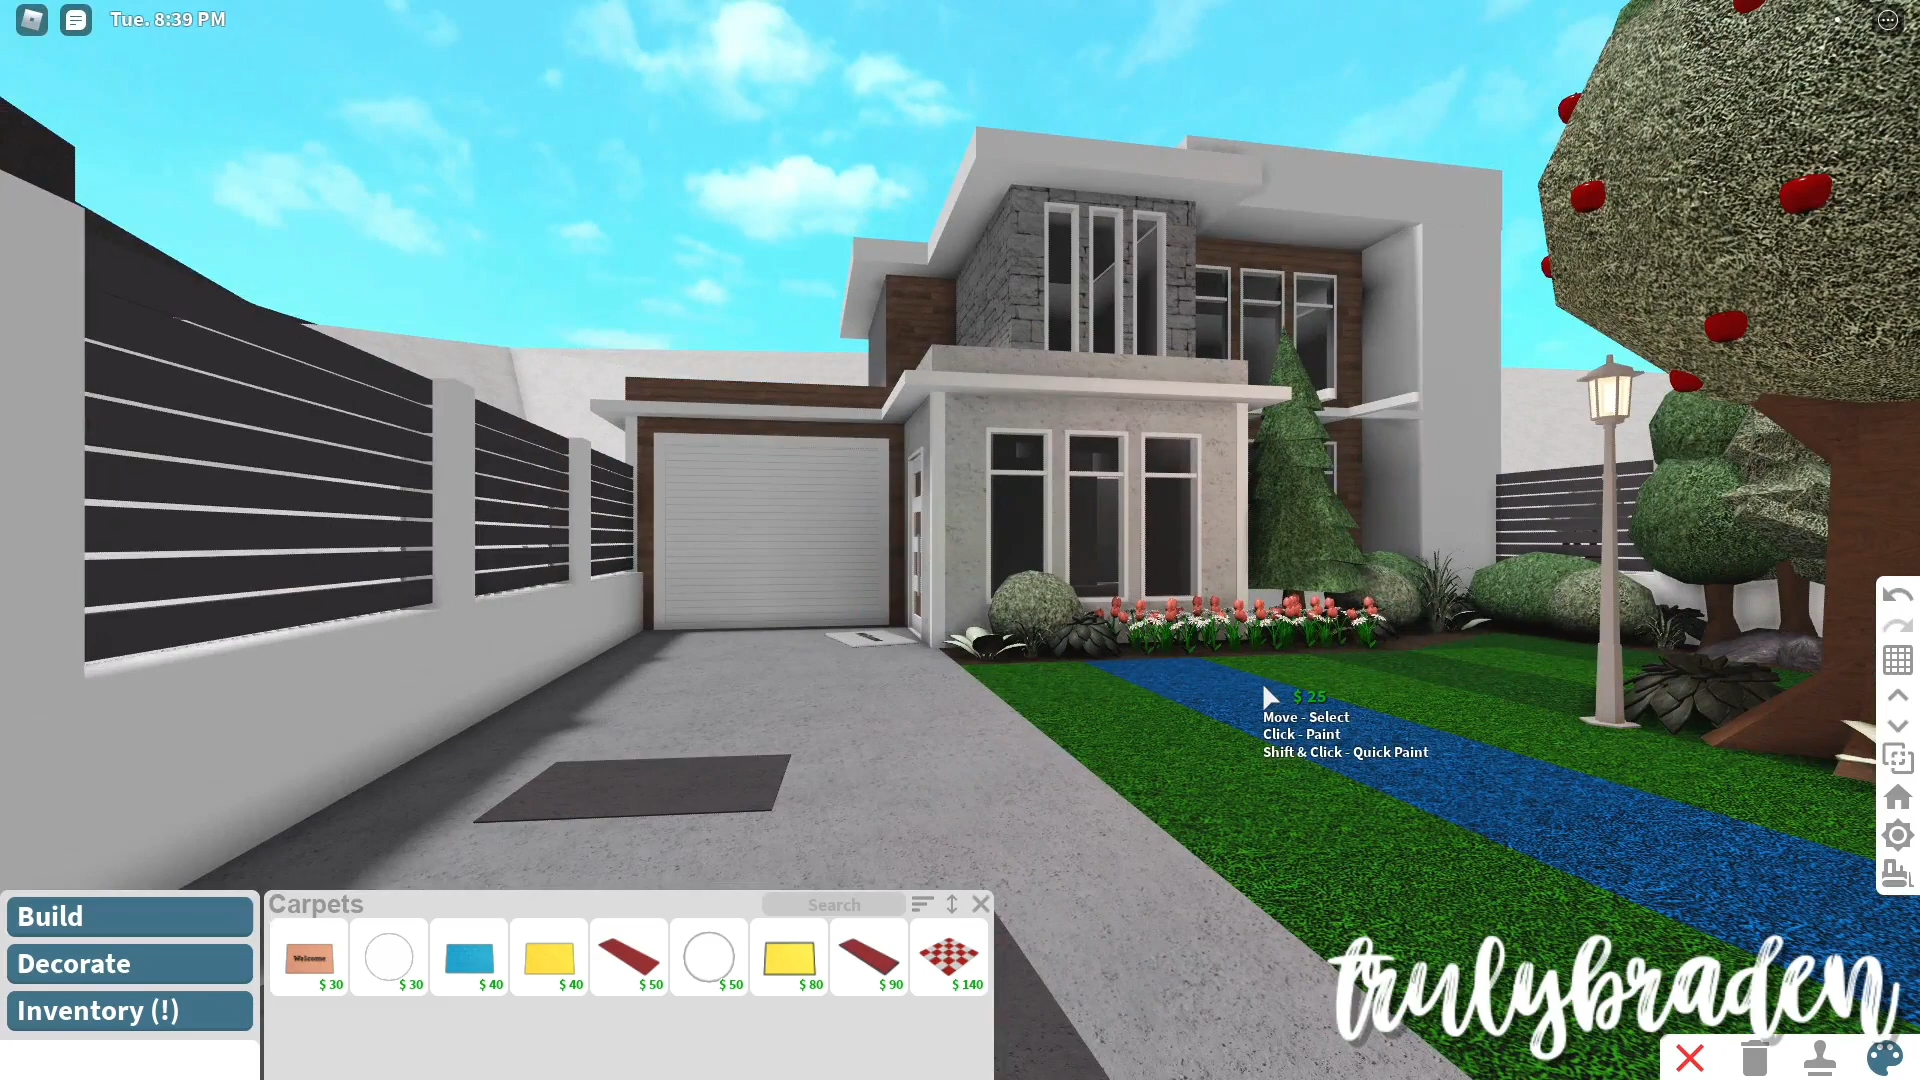 Tue. 8:39 PM
$ 25
Move - Select
Click - Paint
Shift & Click - Quick Paint
Build
Decorate
Inventory (!)
Carpets
Search
Welcome
$ 30
$ 30
$ 40
$ 40
$ 50
$ 50
$ 80
$ 90
$ 140
trulybraden